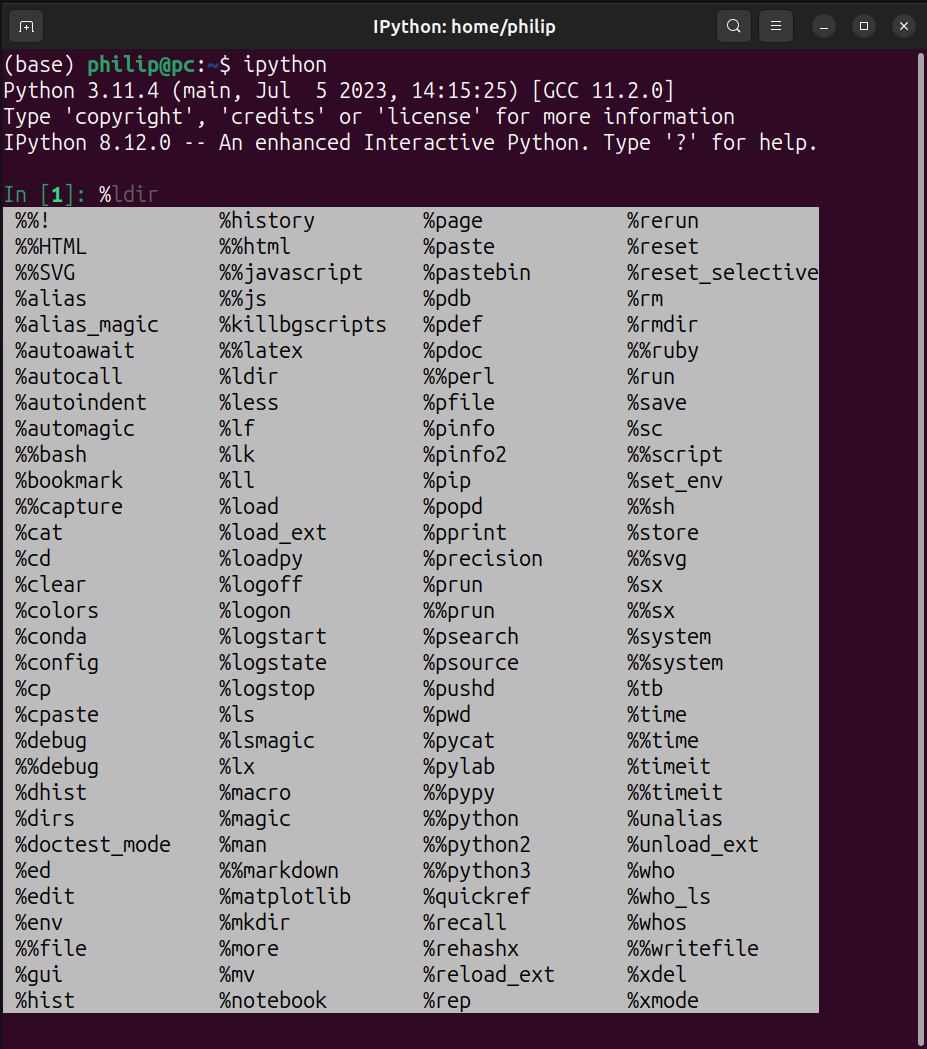 IPython: home/philip
(base) philip@pc:~$ ipython
Python 3.11.4 (main, Jul  5 2023, 14:15:25) [GCC 11.2.0]
Type 'copyright', 'credits' or 'license' for more information
IPython 8.12.0 -- An enhanced Interactive Python. Type '?' for help.
In [1]: %ldir
%%! %history %page %rerun
%%HTML %%html %paste %reset
%%SVG %%javascript %pastebin %reset_selective
%alias %%js %pdb %rm
%alias_magic %killbgscripts %pdef %rmdir
%autoawait %%latex %pdoc %%ruby
%autocall %ldir %%perl %run
%autoindent %less %pfile %save
%automagic %lf %pinfo %sc
%%bash %lk %pinfo2 %%script
%bookmark %ll %pip %set_env
%%capture %load %popd %%sh
%cat %load_ext %pprint %store
%cd %loadpy %precision %%svg
%clear %logoff %prun %sx
%colors %logon %%prun %%sx
%conda %logstart %psearch %system
%config %logstate %psource %%system
%cp %logstop %pushd %tb
%cpaste %ls %pwd %time
%debug %lsmagic %pycat %%time
%%debug %lx %pylab %timeit
%dhist %macro %%pypy %%timeit
%dirs %magic %%python %unalias
%doctest_mode %man %%python2 %unload_ext
%ed %%markdown %%python3 %who
%edit %matplotlib %quickref %who_ls
%env %mkdir %recall %whos
%%file %more %rehashx %%writefile
%gui %mv %reload_ext %xdel
%hist %notebook %rep %xmode